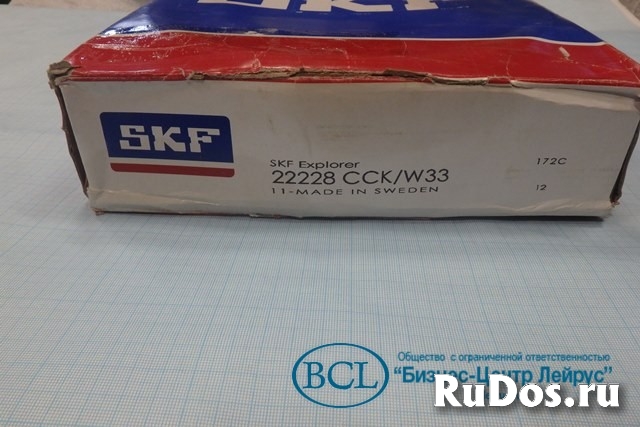 SKF
SKF
SKF Explorer
22228 CCK/W33
11-MADE IN SWEDEN
172C
12
BCL
Общество с ограниченной ответственностью
"Бизнес-Центр Лейрус"
RuDos.ru